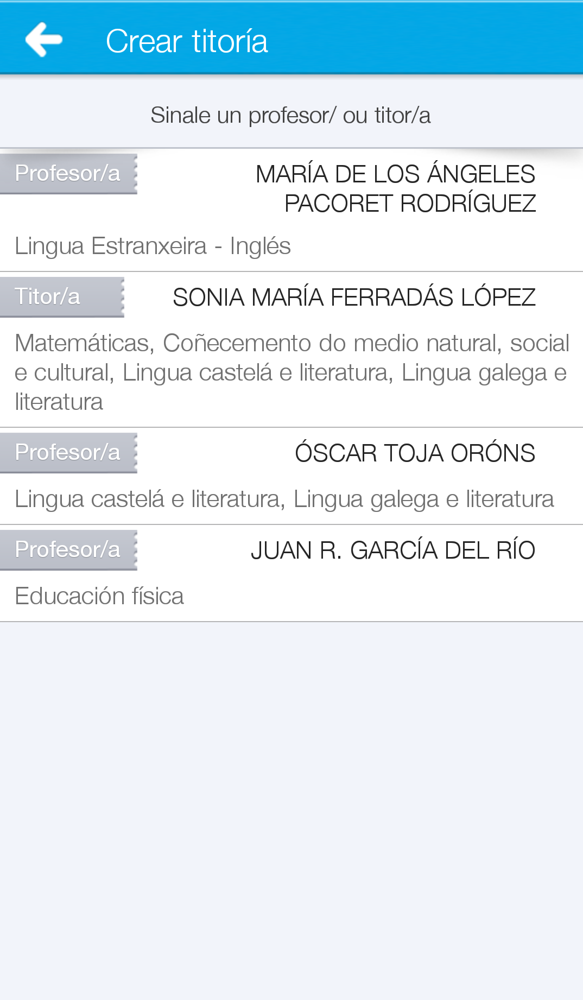 Crear titoría
Sinale un profesor/ ou titor/a
Profesor/a
MARÍA DE LOS ÁNGELES
PACORET RODRÍGUEZ
Lingua Estranxeira - Inglés
Titor/a
SONIA MARÍA FERRADÁS LÓPEZ
Matemáticas, Coñecemento do medio natural, social
e cultural, Lingua castelá e literatura, Lingua galega e
literatura
Profesor/a
ÓSCAR TOJA ORÓNS
Lingua castelá e literatura, Lingua galega e literatura
Profesor/a
JUAN R. GARCÍA DEL RÍO
Educación física